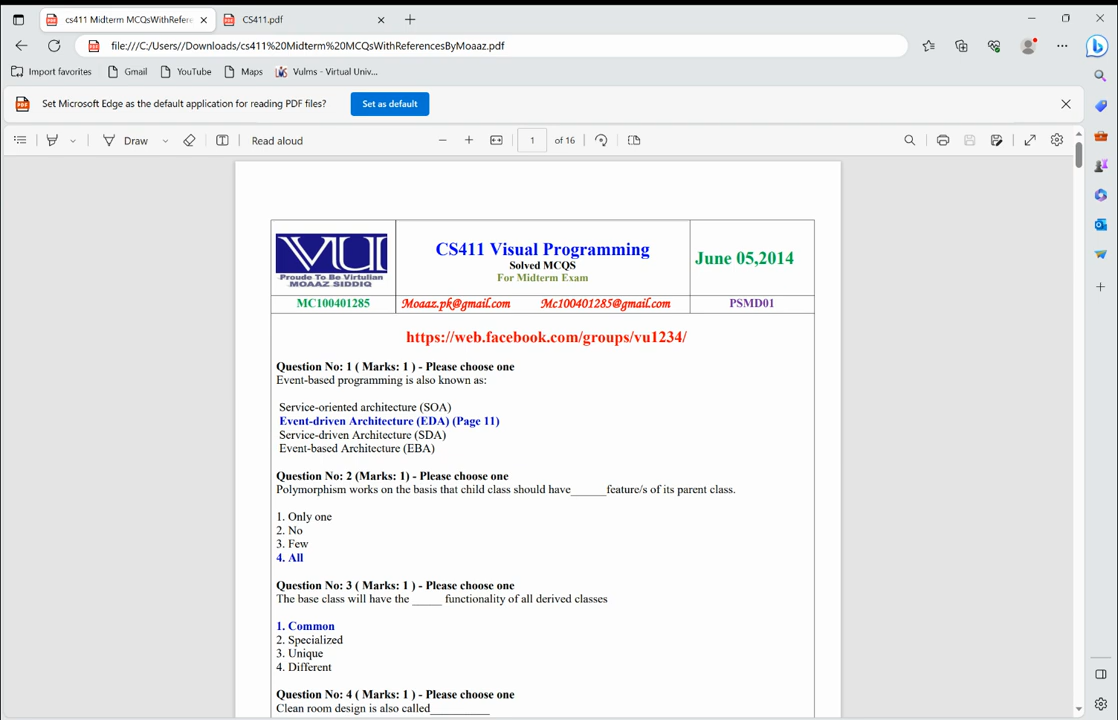 cs411 Midterm MCQsWithRefere
CS411.pdf
file:///C:/Users//Downloads/cs411%20Midterm%20MCQsWithReferencesByMoaaz.pdf
Import favorites
Gmail
YouTube
Maps
Vulms - Virtual Univ...
Set Microsoft Edge as the default application for reading PDF files?
Set as default
Draw
Read aloud
1 of 16
VU
Proude To Be Virtulian
MOAAZ SIDDIQ
CS411 Visual Programming
Solved MCQS
For Midterm Exam
June 05,2014
MC100401285
Moaaz.pk@gmail.com Mc100401285@gmail.com
PSMD01
https://web.facebook.com/groups/vu1234/
Question No: 1 ( Marks: 1 ) - Please choose one
Event-based programming is also known as:
Service-oriented architecture (SOA)
Event-driven Architecture (EDA) (Page 11)
Service-driven Architecture (SDA)
Event-based Architecture (EBA)
Question No: 2 (Marks: 1) - Please choose one
Polymorphism works on the basis that child class should have______feature/s of its parent class.
1. Only one
2. No
3. Few
4. All
Question No: 3 ( Marks: 1 ) - Please choose one
The base class will have the _____ functionality of all derived classes
1. Common
2. Specialized
3. Unique
4. Different
Question No: 4 ( Marks: 1 ) - Please choose one
Clean room design is also called__________